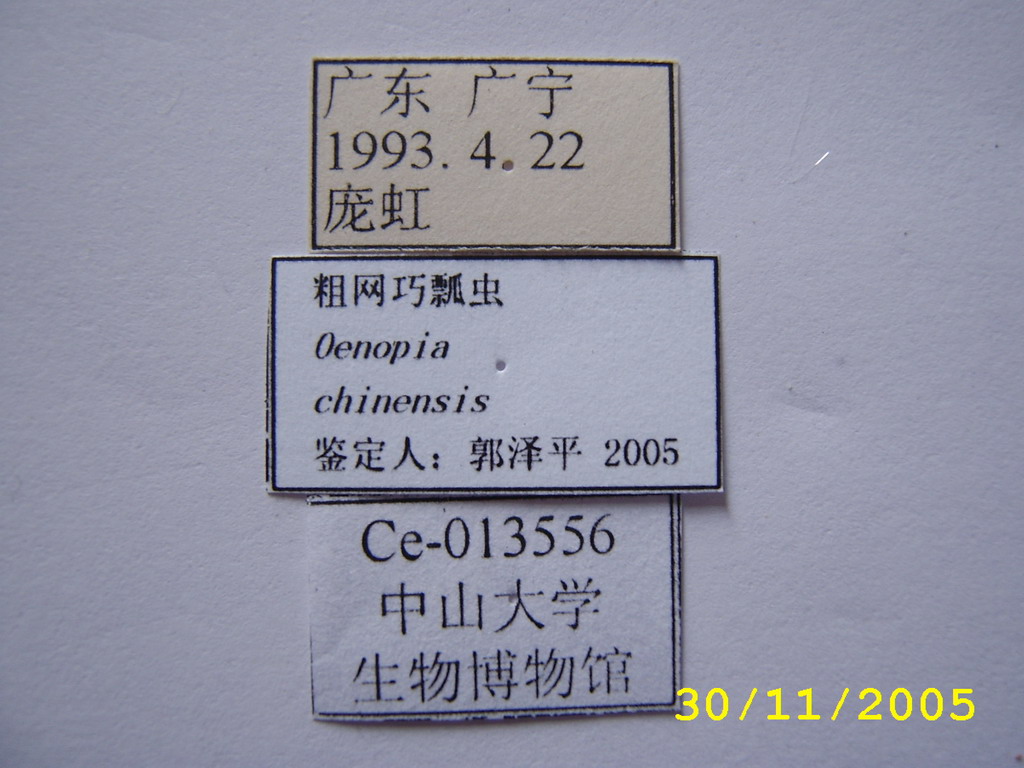 广东 广宁
1993. 4. 22
庞虹
粗网巧瓢虫
Oenopia
chinensis
鉴定人：郭泽平 2005
Ce-013556
中山大学
生物博物馆
30/11/2005